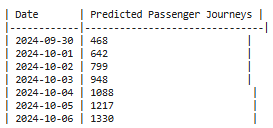 | Date | Predicted Passenger Journeys |
|------------|------------------------------|
| 2024-09-30 | 468 |
| 2024-10-01 | 642 |
| 2024-10-02 | 799 |
| 2024-10-03 | 948 |
| 2024-10-04 | 1088 |
| 2024-10-05 | 1217 |
| 2024-10-06 | 1330 |